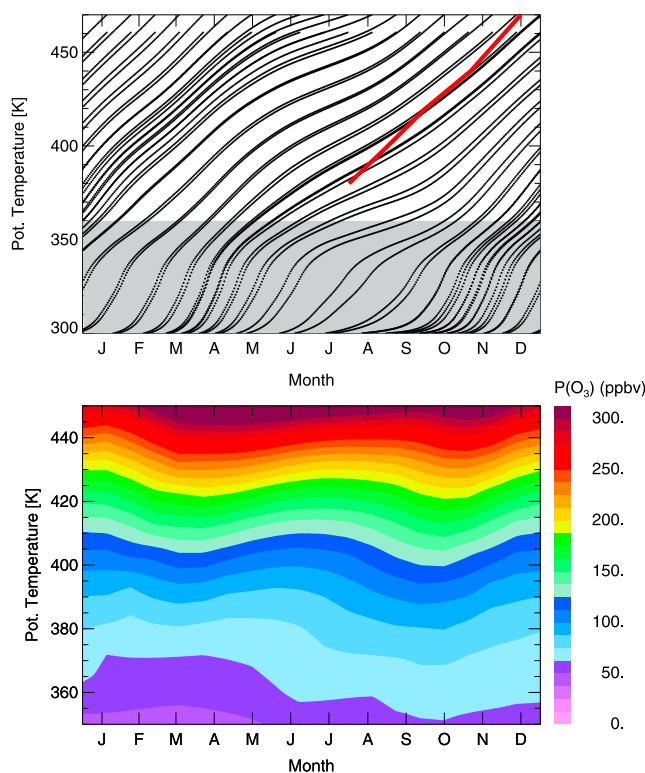 450
400
350
300
Pot. Temperature [K]
J F M A M J J A S O N D
Month
P(O3) (ppbv)
440
420
400
380
360
Pot. Temperature [K]
J F M A M J J A S O N D
Month
300.
250.
200.
150.
100.
50.
0.